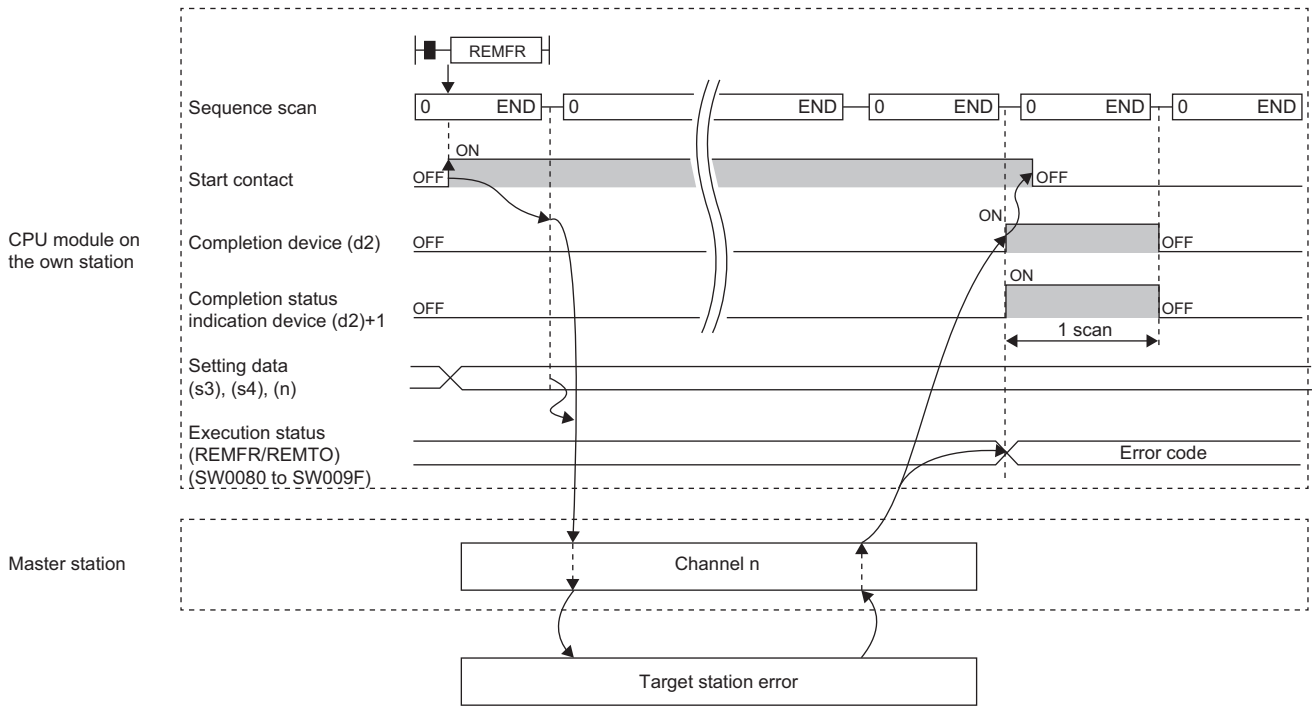 REMFR
Sequence scan
0 END 0 END 0 END 0 END 0 END
ON
Start contact
OFF
OFF
CPU module on
the own station
ON
Completion device (d2)
OFF
OFF
ON
Completion status
indication device (d2)+1
OFF
OFF
1 scan
Setting data
(s3), (s4), (n)
Execution status
(REMFR/REMTO)
(SW0080 to SW009F)
Error code
Master station
Channel n
Target station error